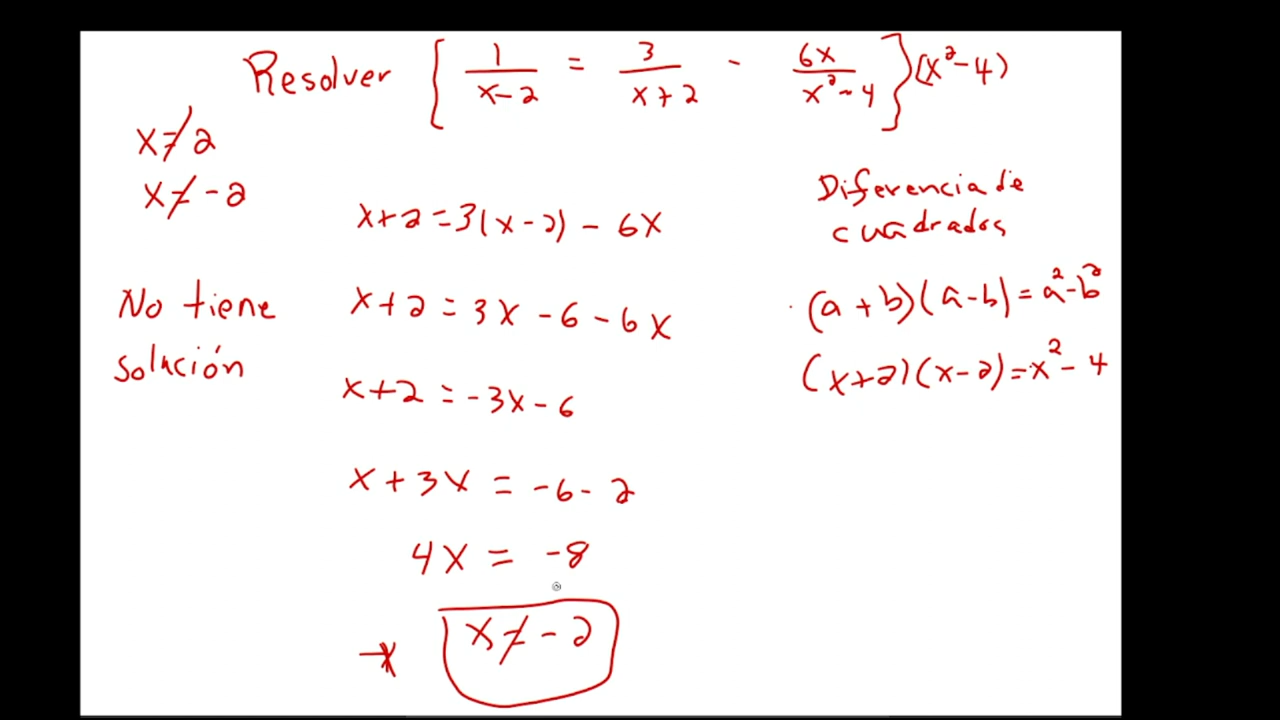 Resolver { 1/(x-2) = 3/(x+2) - 6x/(x²-4) } (x²-4)
x≠2
x≠-2
Diferencia de
cuadrados
x+2=3(x-2) - 6x
(a+b)(a-b)=a²-b²
No tiene
solución
x+2=3x-6-6x
(x+2)(x-2)=x²-4
x+2=-3x-6
x+3x = -6-2
4x = -8
x≠-2